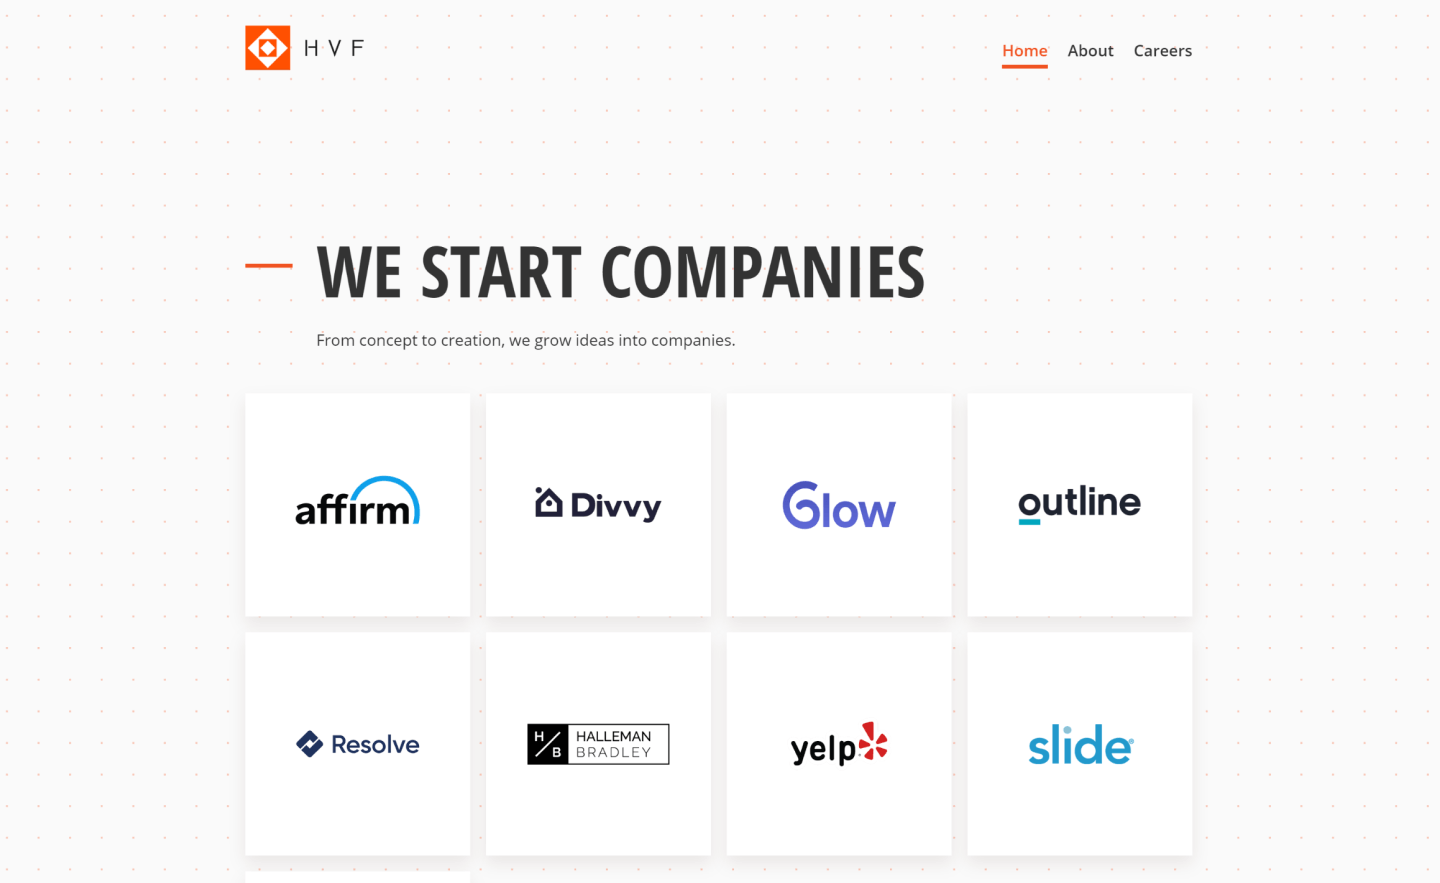 HVF
Home About Careers
WE START COMPANIES
From concept to creation, we grow ideas into companies.
affirm
Divvy
Glow
outline
Resolve
H
B
HALLEMAN
BRADLEY
yelp
slide